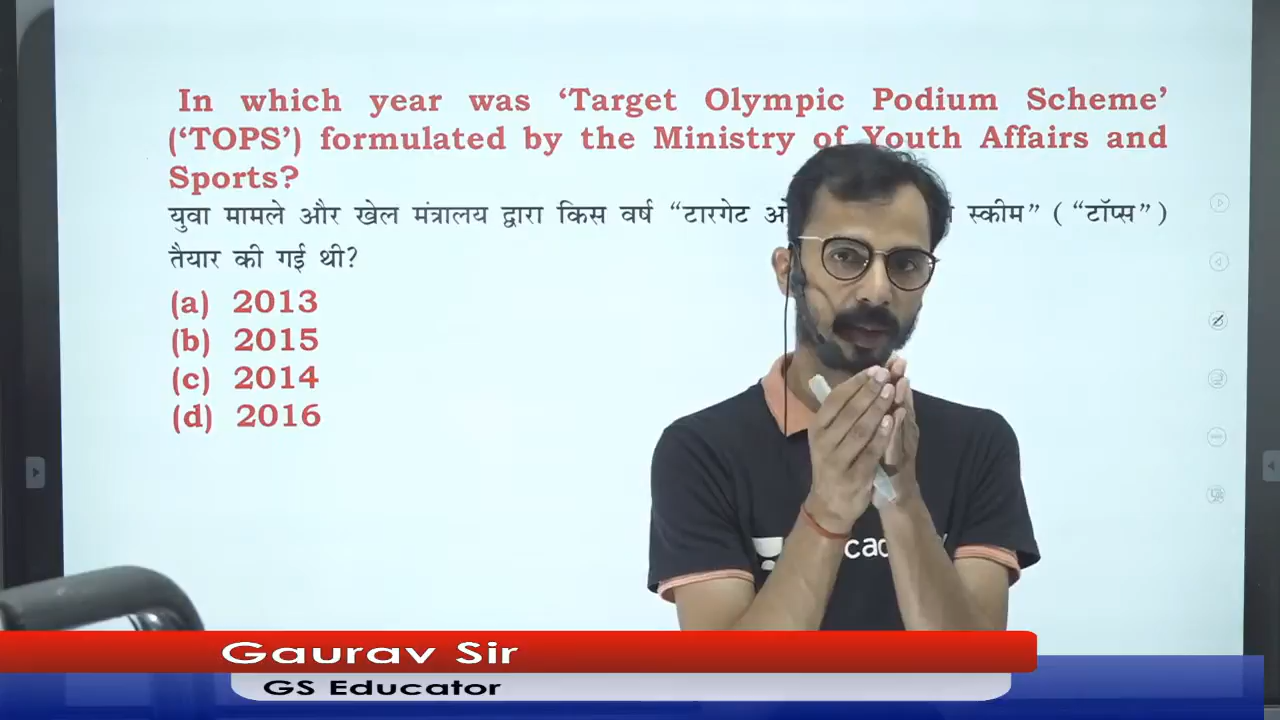 In which year was ‘Target Olympic Podium Scheme’
(‘TOPS’) formulated by the Ministry of Youth Affairs and
Sports?
युवा मामले और खेल मंत्रालय द्वारा किस वर्ष “टारगेट स्कीम” (“टॉप्स”)
तैयार की गई थी?
(a) 2013
(b) 2015
(c) 2014
(d) 2016
Gaurav Sir
GS Educator